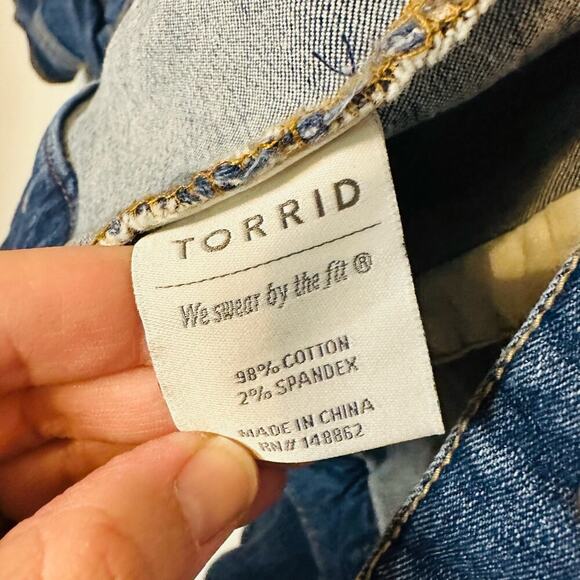 TORRID
We swear by the fit ®
98% COTTON
2% SPANDEX
MADE IN CHINA
RN# 148862